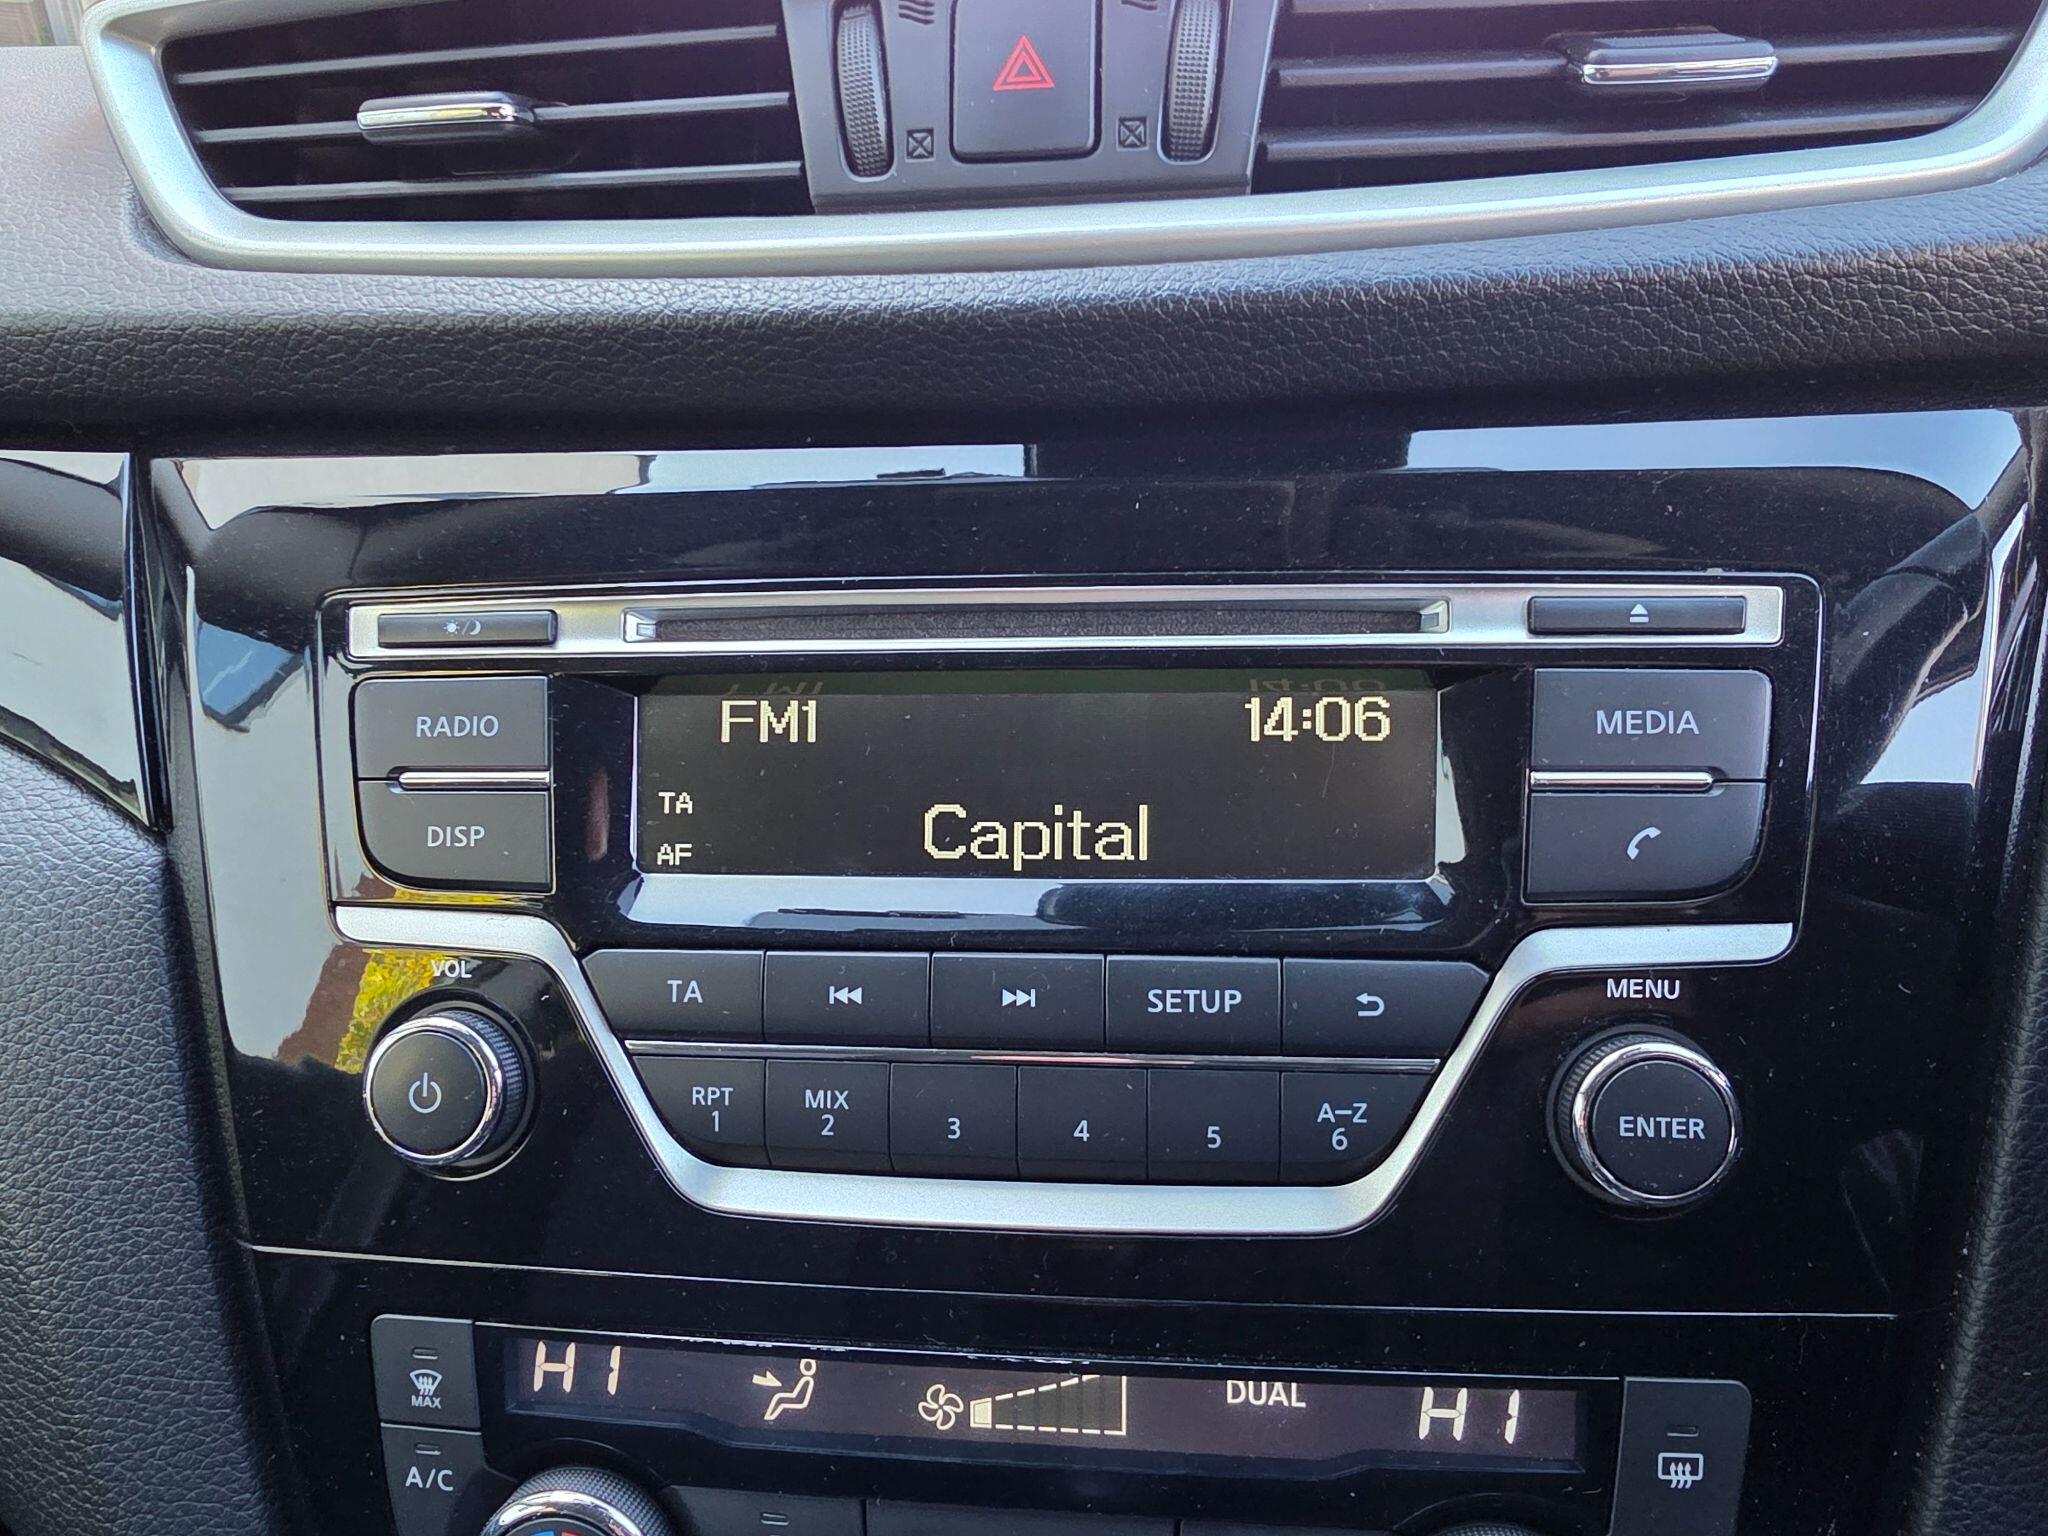 FM1 14:06
TA
AF
Capital
RADIO
DISP
MEDIA
VOL
TA
SETUP
MENU
RPT
1
MIX
2
3
4
5
A-Z
6
ENTER
MAX
A/C
HI
DUAL
HI